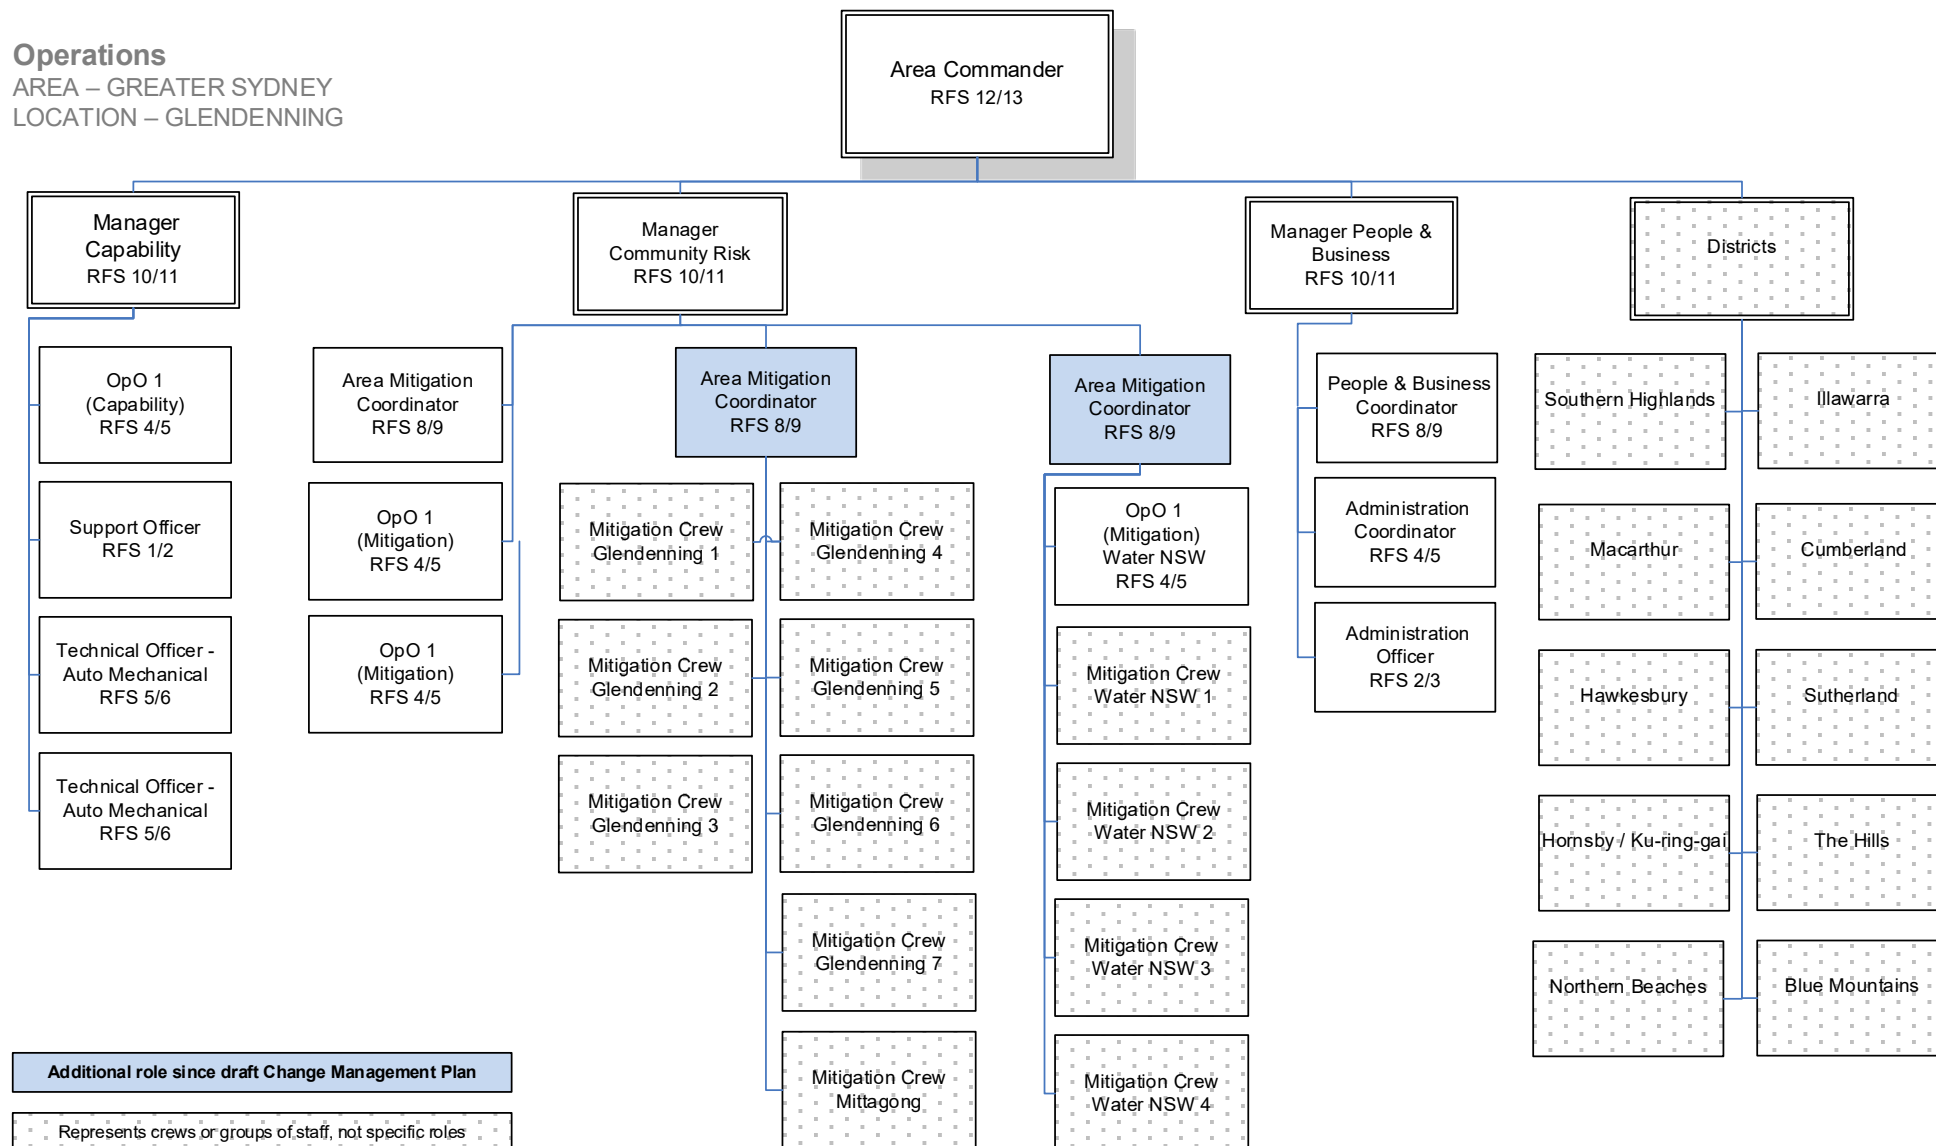 Operations
AREA – GREATER SYDNEY
LOCATION – GLENDENNING
Area Commander
RFS 12/13
Manager
Capability
RFS 10/11
Manager
Community Risk
RFS 10/11
Manager People &
Business
RFS 10/11
Districts
OpO 1
(Capability)
RFS 4/5
Support Officer
RFS 1/2
Technical Officer -
Auto Mechanical
RFS 5/6
Technical Officer -
Auto Mechanical
RFS 5/6
Area Mitigation
Coordinator
RFS 8/9
OpO 1
(Mitigation)
RFS 4/5
OpO 1
(Mitigation)
RFS 4/5
Area Mitigation
Coordinator
RFS 8/9
Mitigation Crew
Glendenning 1
Mitigation Crew
Glendenning 2
Mitigation Crew
Glendenning 3
Mitigation Crew
Glendenning 4
Mitigation Crew
Glendenning 5
Mitigation Crew
Glendenning 6
Mitigation Crew
Glendenning 7
Mitigation Crew
Mittagong
Area Mitigation
Coordinator
RFS 8/9
OpO 1
(Mitigation)
Water NSW
RFS 4/5
Mitigation Crew
Water NSW 1
Mitigation Crew
Water NSW 2
Mitigation Crew
Water NSW 3
Mitigation Crew
Water NSW 4
People & Business
Coordinator
RFS 8/9
Administration
Coordinator
RFS 4/5
Administration
Officer
RFS 2/3
Southern Highlands
Illawarra
Macarthur
Cumberland
Hawkesbury
Sutherland
Hornsby / Ku-ring-gai
The Hills
Northern Beaches
Blue Mountains
Additional role since draft Change Management Plan
Represents crews or groups of staff, not specific roles